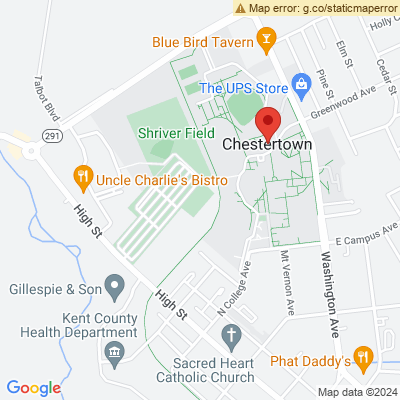 Map error: g.co/staticmaperror
Holly C
Blue Bird Tavern
Elm St
Cedar St
Pine St
Talbot Blvd
The UPS Store
Greenwood Ave
291
Shriver Field
Chestertown
Uncle Charlie's Bistro
High St
E Campus Ave
Washington Ave
Mt Vernon Ave
N College Ave
Gillespie & Son
High St
Kent County
Health Department
Sacred Heart
Catholic Church
Phat Daddy's
Google
Map data ©2024